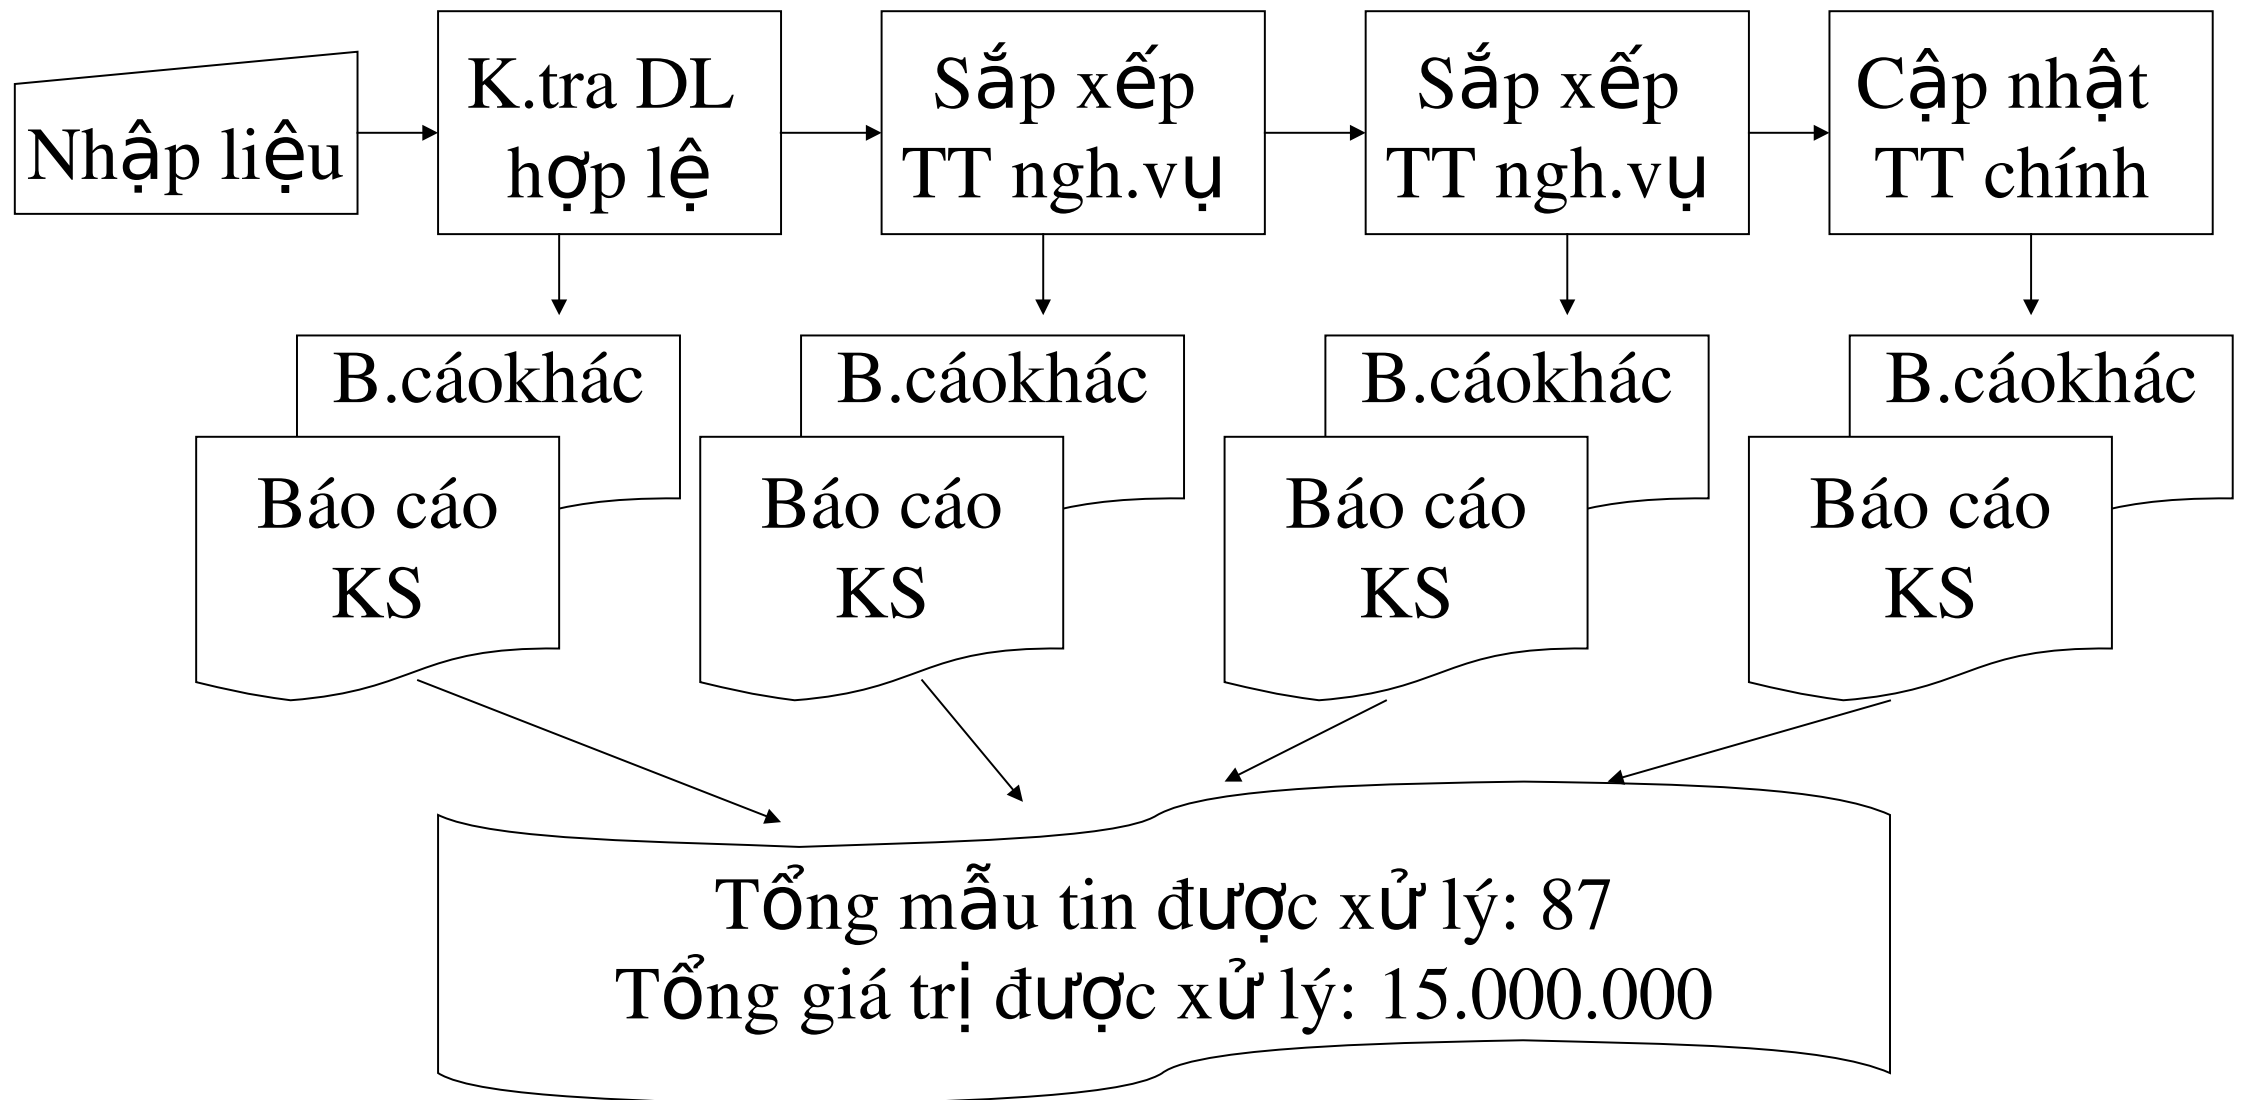 Nhập liệu
K.tra DL
hợp lệ
Sắp xếp
TT ngh.vụ
Sắp xếp
TT ngh.vụ
Cập nhật
TT chính
B.cáokhác
B.cáokhác
B.cáokhác
B.cáokhác
Báo cáo
KS
Báo cáo
KS
Báo cáo
KS
Báo cáo
KS
Tổng mẫu tin được xử lý: 87
Tổng giá trị được xử lý: 15.000.000